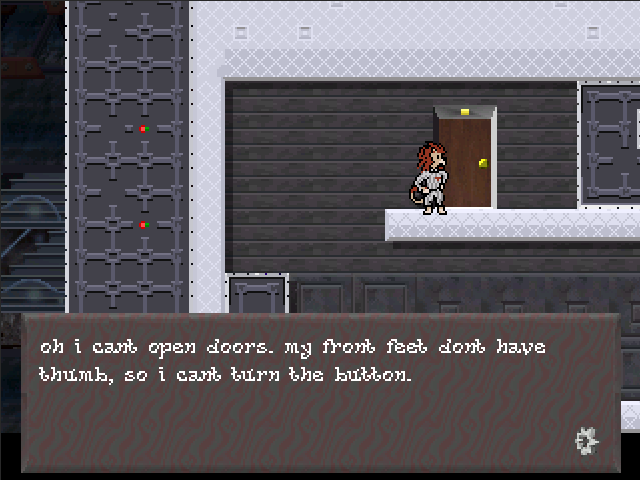 oh i cant open doors. my front feet dont have
thumb, so i cant turn the button.